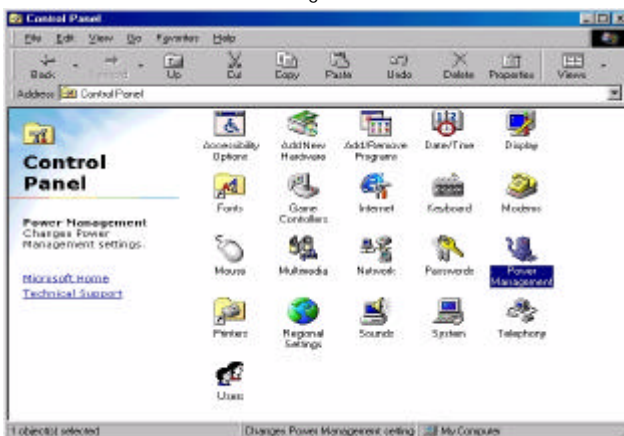 Control Panel
File Edit View Go Favorites Help
Back Forward Up Cut Copy Paste Undo Delete Properties Views
Address Control Panel
Control
Panel
Power Management
Changes Power
Management settings.
Microsoft Home
Technical Support
Accessibility
Options
Add New
Hardware
Add/Remove
Programs
Date/Time
Display
Fonts
Game
Controllers
Internet
Keyboard
Modems
Mouse
Multimedia
Network
Passwords
Power
Management
Printers
Regional
Settings
Sounds
System
Telephony
Users
1 object(s) selected Changes Power Management setting My Computer